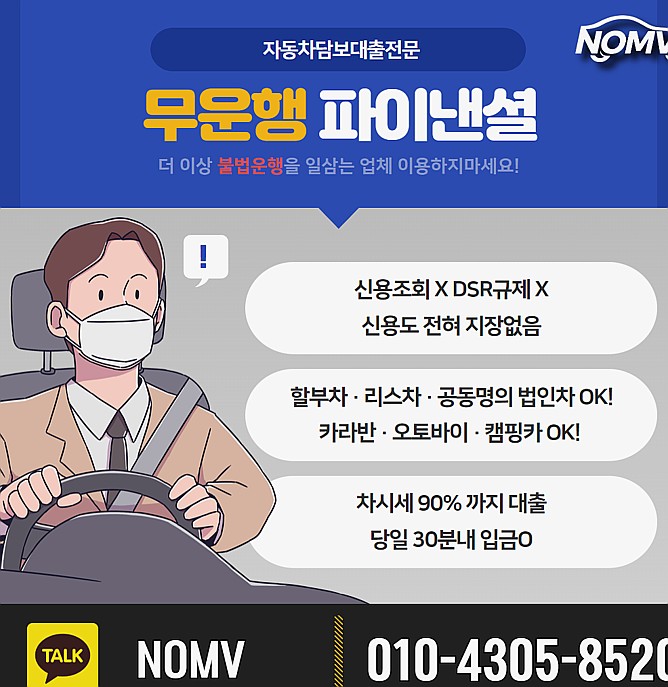 자동차담보대출전문
NOMV
무운행 파이낸셜
더 이상 불법운행을 일삼는 업체 이용하지마세요!
!
신용조회 X DSR규제 X
신용도 전혀 지장없음
할부차 · 리스차 · 공동명의 법인차 OK!
카라반 · 오토바이 · 캠핑카 OK!
차시세 90% 까지 대출
당일 30분내 입금O
TALK
NOMV
010-4305-8520